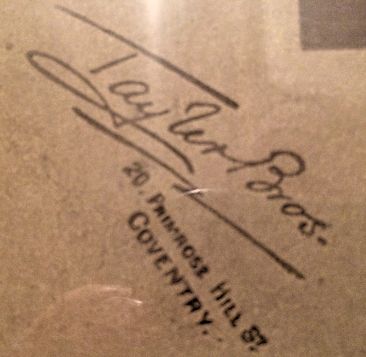 Taylor Bros.
20, PRIMROSE HILL ST.
COVENTRY.